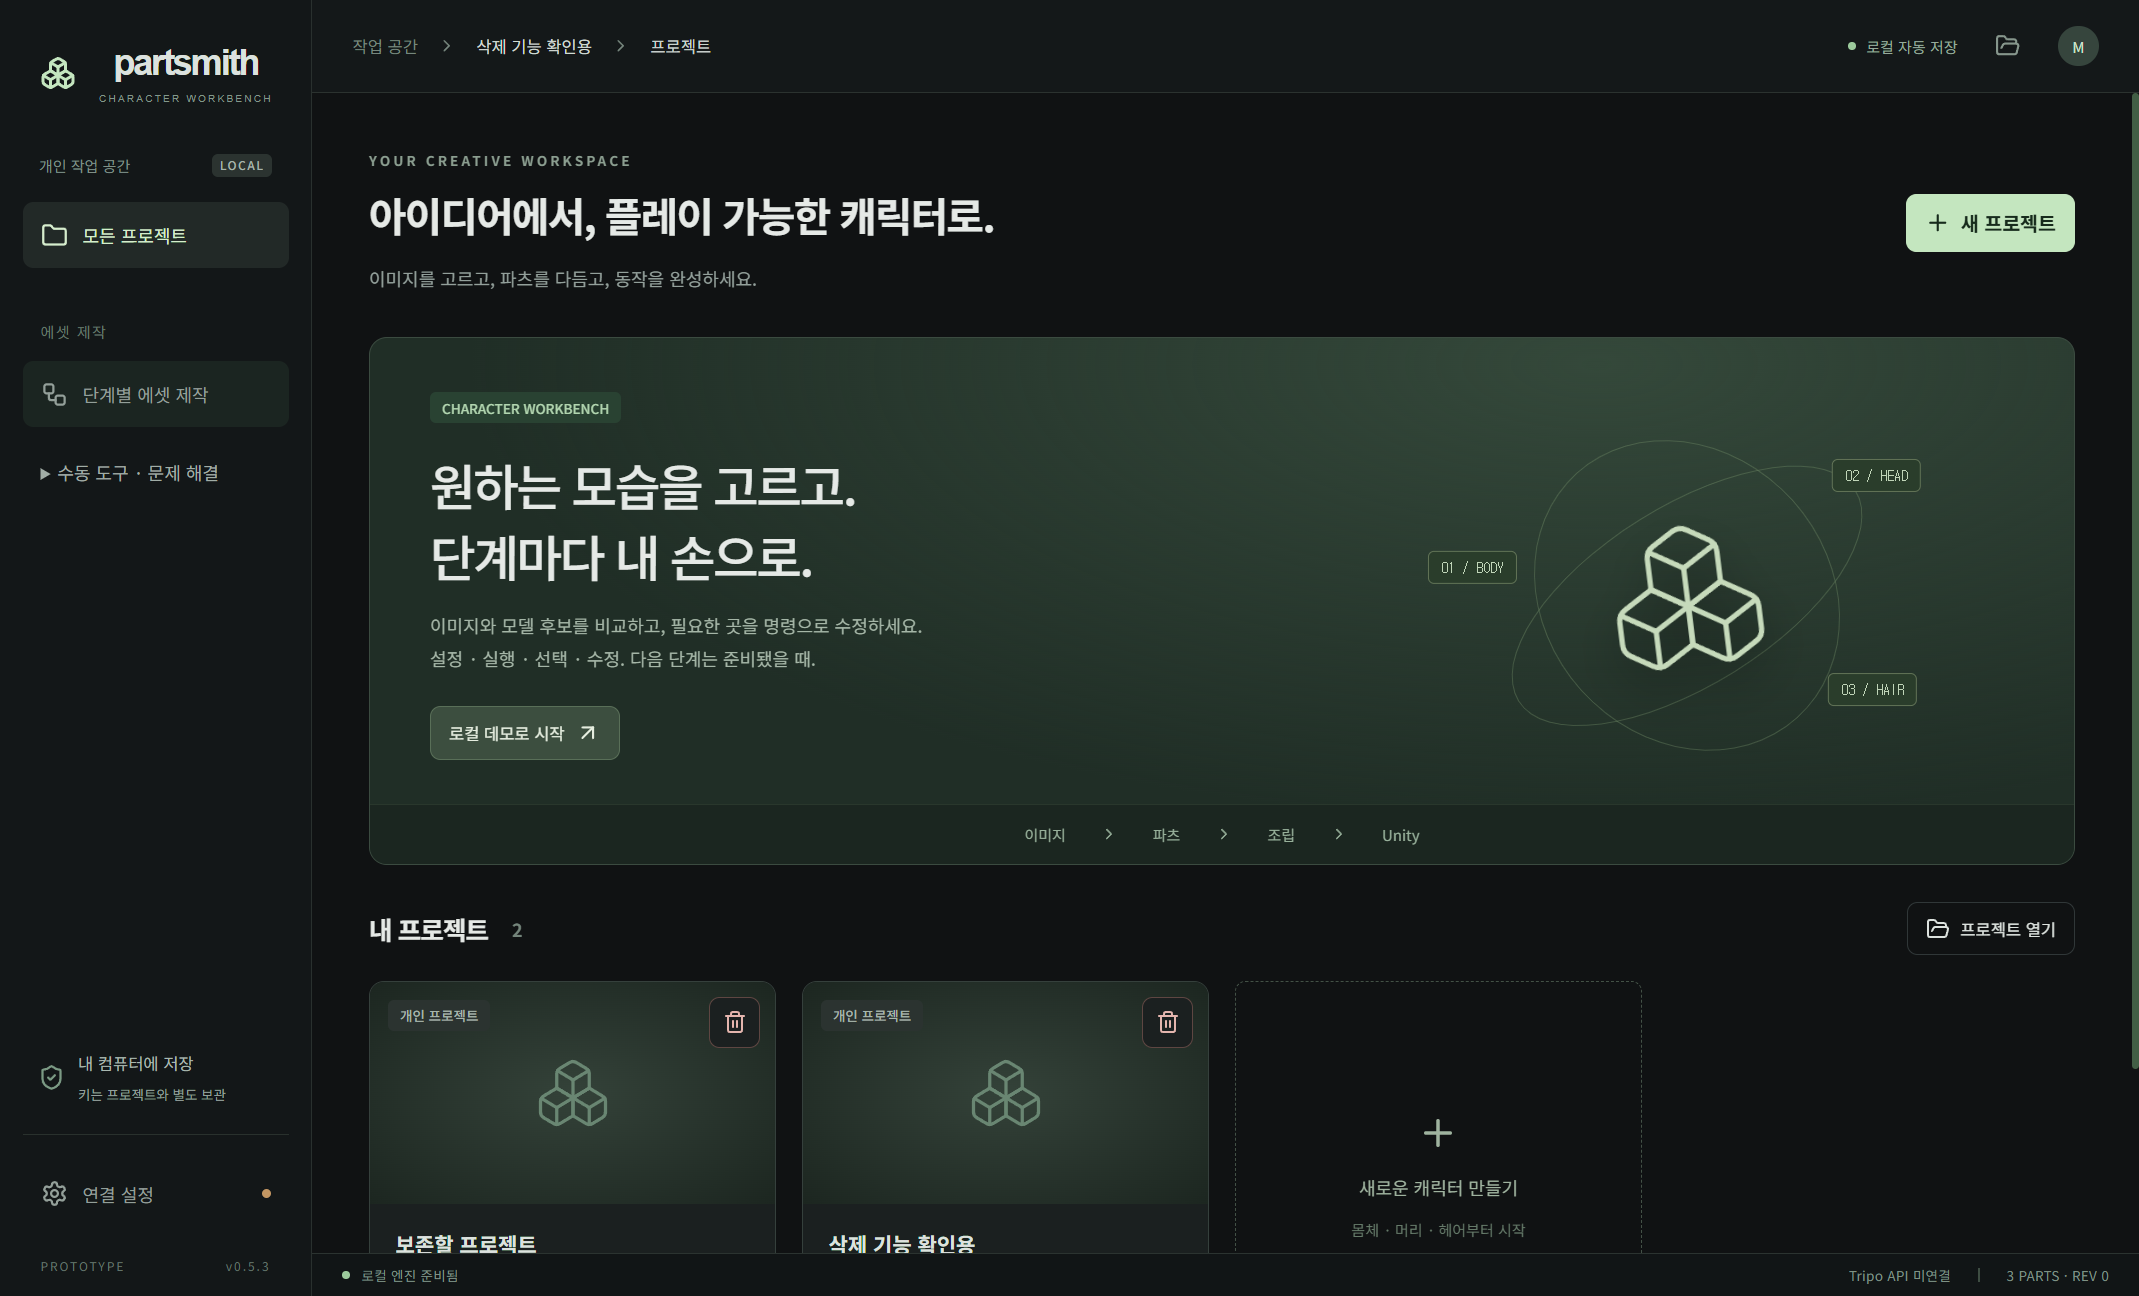 partsmith
CHARACTER WORKBENCH
개인 작업 공간
LOCAL
모든 프로젝트
에셋 제작
단계별 에셋 제작
수동 도구 · 문제 해결
내 컴퓨터에 저장
키는 프로젝트와 별도 보관
연결 설정
PROTOTYPE
v0.5.3
작업 공간
삭제 기능 확인용
프로젝트
로컬 자동 저장
M
YOUR CREATIVE WORKSPACE
아이디어에서, 플레이 가능한 캐릭터로.
이미지를 고르고, 파츠를 다듬고, 동작을 완성하세요.
새 프로젝트
CHARACTER WORKBENCH
원하는 모습을 고르고.
단계마다 내 손으로.
이미지와 모델 후보를 비교하고, 필요한 곳을 명령으로 수정하세요.
설정 · 실행 · 선택 · 수정. 다음 단계는 준비됐을 때.
로컬 데모로 시작
01 / BODY
02 / HEAD
03 / HAIR
이미지
파츠
조립
Unity
내 프로젝트
2
프로젝트 열기
개인 프로젝트
보존할 프로젝트
개인 프로젝트
삭제 기능 확인용
새로운 캐릭터 만들기
몸체 · 머리 · 헤어부터 시작
로컬 엔진 준비됨
Tripo API 미연결
3 PARTS · REV 0